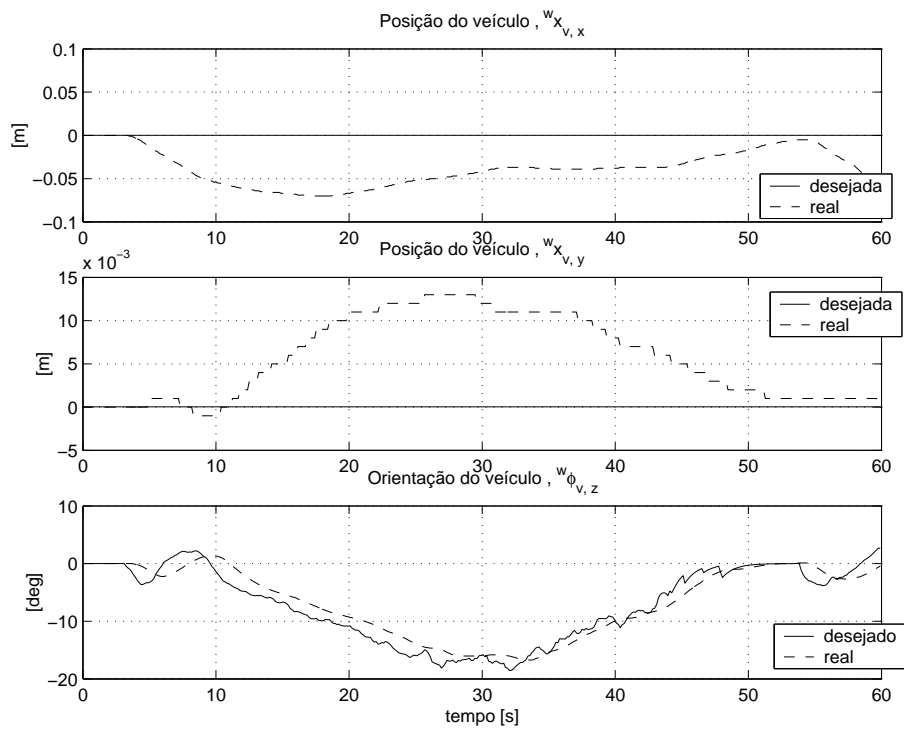 Posição do veículo , ʷx_v, x
0.1
0.05
0
−0.05
−0.1
[m]
0 10 20 30 40 50 60
desejada
real
Posição do veículo , ʷx_v, y
x 10⁻³
15
10
5
0
−5
[m]
0 10 20 30 40 50 60
desejada
real
Orientação do veículo , ʷϕ_v, z
10
0
−10
−20
[deg]
0 10 20 30 40 50 60
tempo [s]
desejado
real